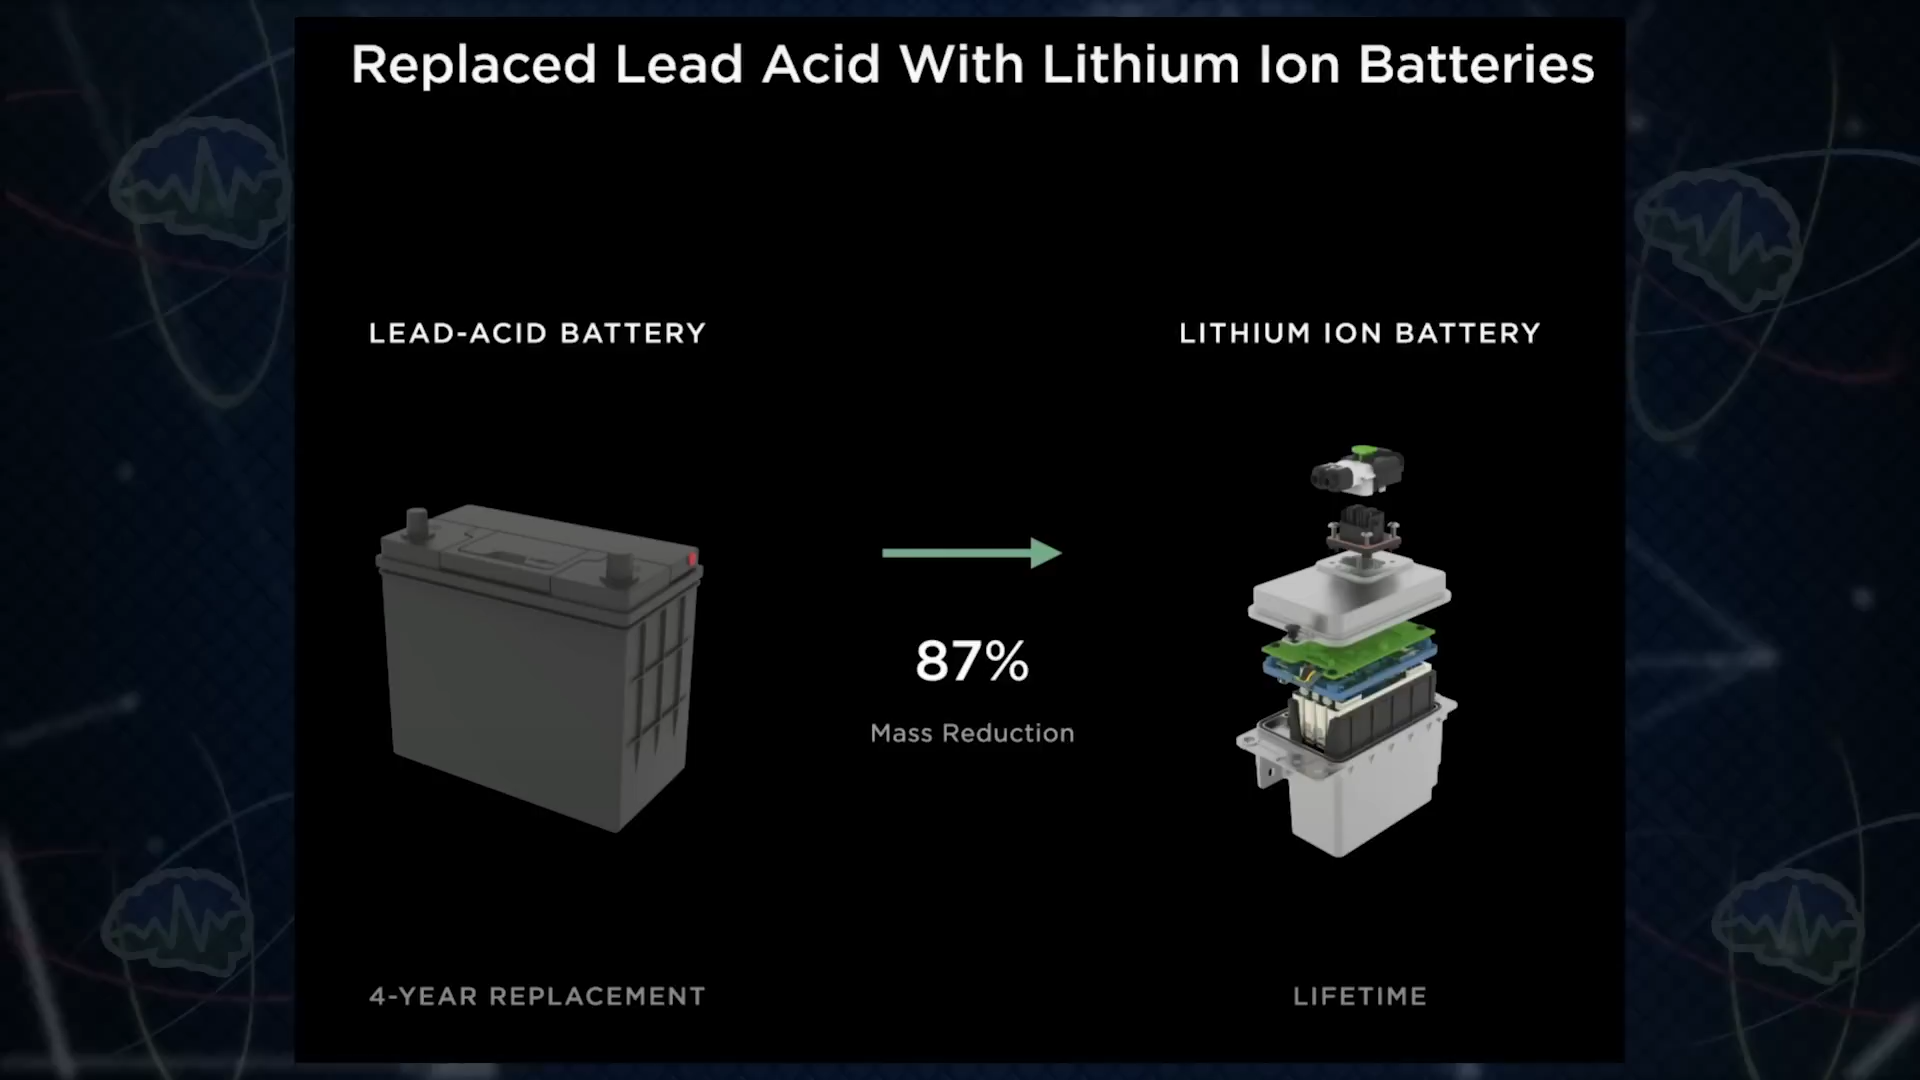 Replaced Lead Acid With Lithium Ion Batteries
LEAD-ACID BATTERY
LITHIUM ION BATTERY
87%
Mass Reduction
4-YEAR REPLACEMENT
LIFETIME